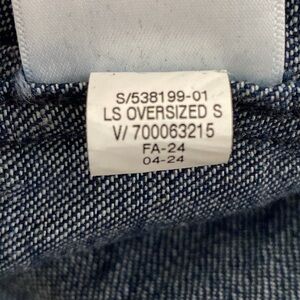 S/538199-01
LS OVERSIZED S
V/ 700063215
FA-24
04-24